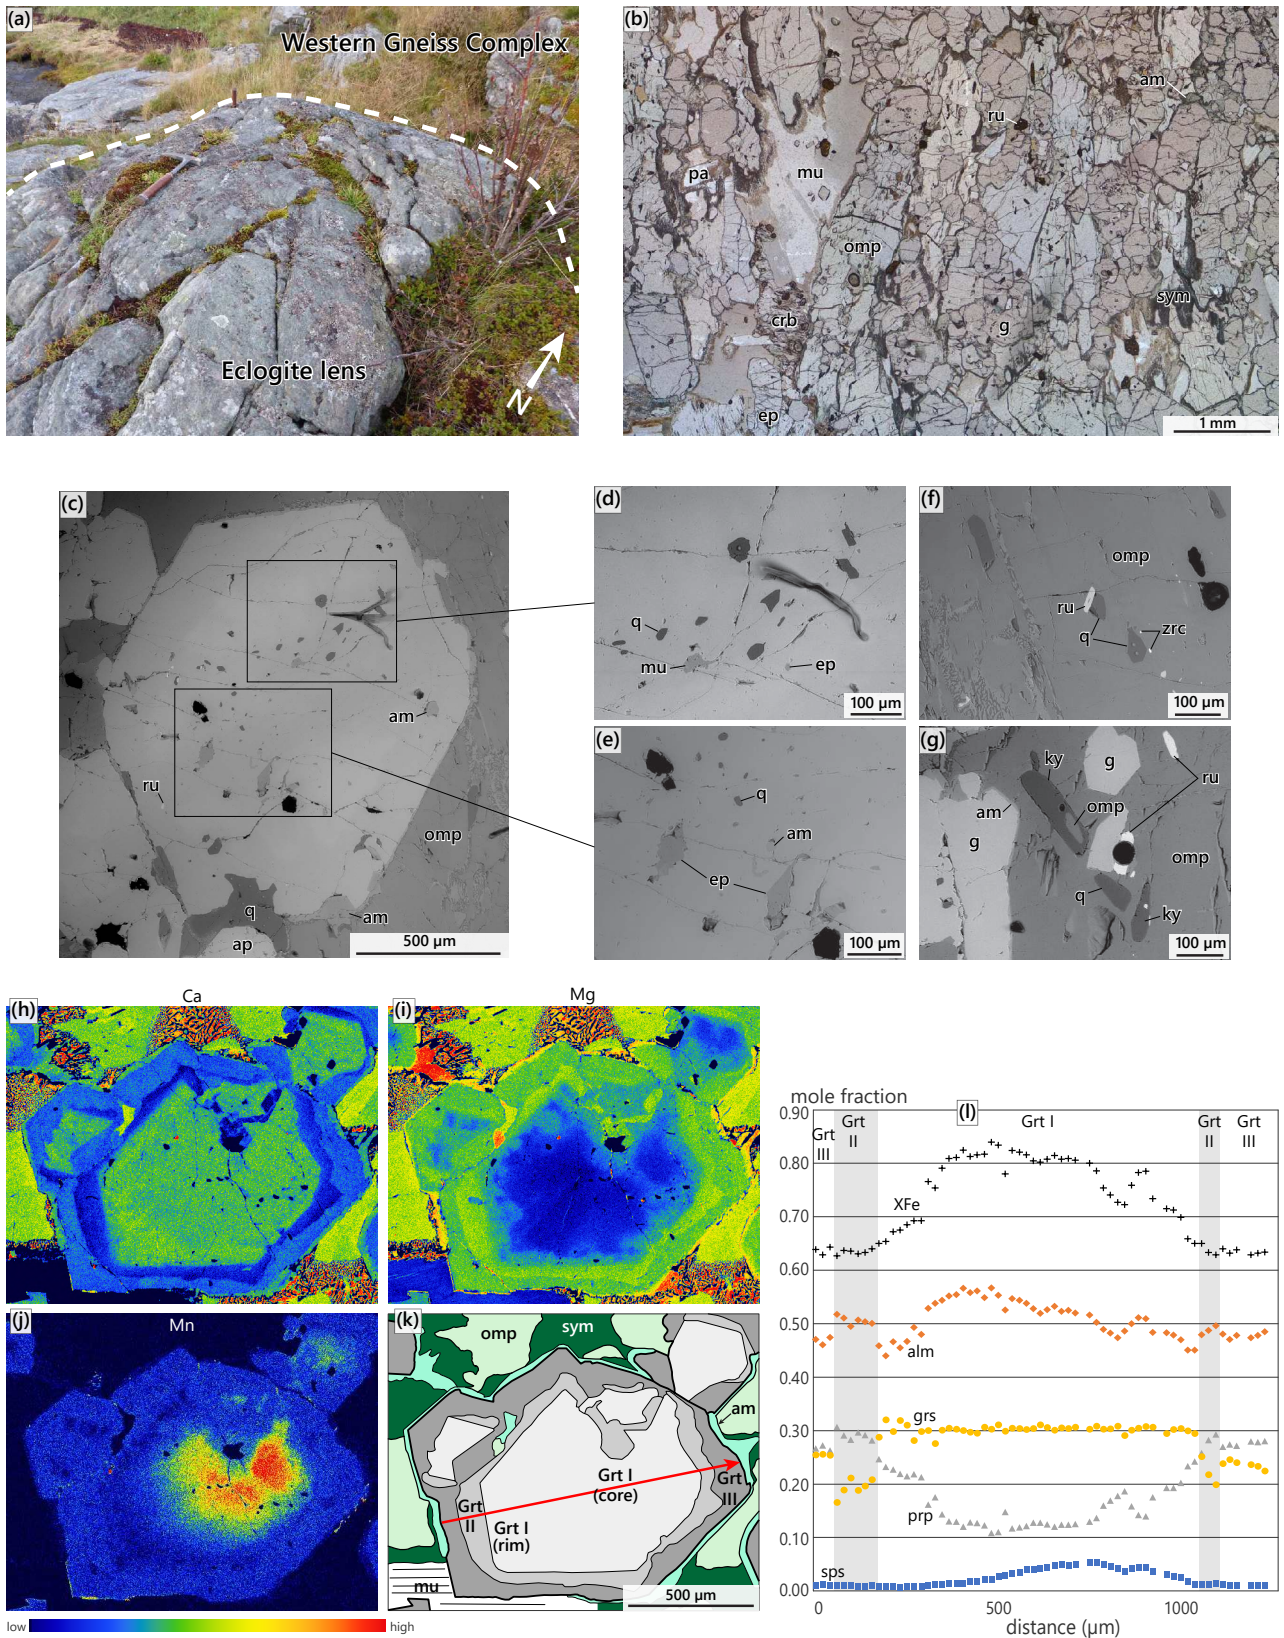 (a)
Western Gneiss Complex
Eclogite lens
N
(b)
am
ru
pa
mu
omp
sym
crb
g
ep
1 mm
(c)
am
ru
omp
q
am
ap
500 µm
(d)
q
mu
ep
100 µm
(e)
q
am
ep
100 µm
(f)
omp
ru
q
zrc
100 µm
(g)
ky
g
ru
am
omp
g
omp
q
ky
100 µm
(h)
Ca
(i)
Mg
(j)
Mn
low
high
(k)
omp
sym
am
Grt I
(core)
Grt
III
Grt
II
Grt I
(rim)
mu
500 µm
mole fraction
(l)
0.90
Grt
III
Grt
II
Grt I
Grt
II
Grt
III
0.80
XFe
0.70
0.60
0.50
alm
0.40
grs
0.30
0.20
prp
0.10
sps
0.00
0
500
1000
distance (µm)